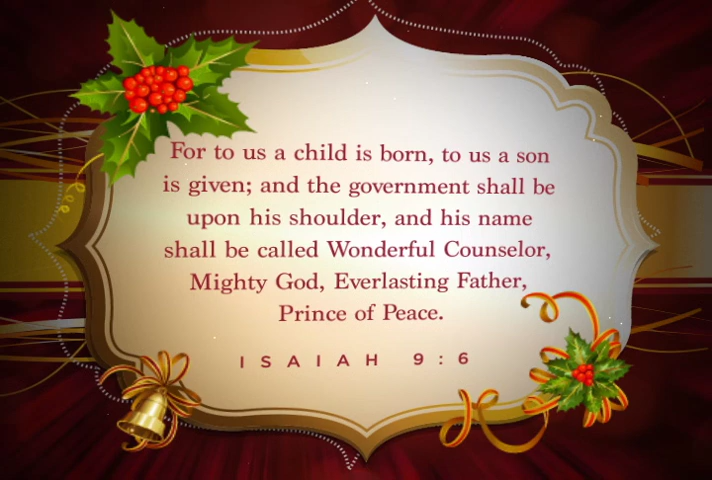 For to us a child is born, to us a son
is given; and the government shall be
upon his shoulder, and his name
shall be called Wonderful Counselor,
Mighty God, Everlasting Father,
Prince of Peace.
ISAIAH 9:6